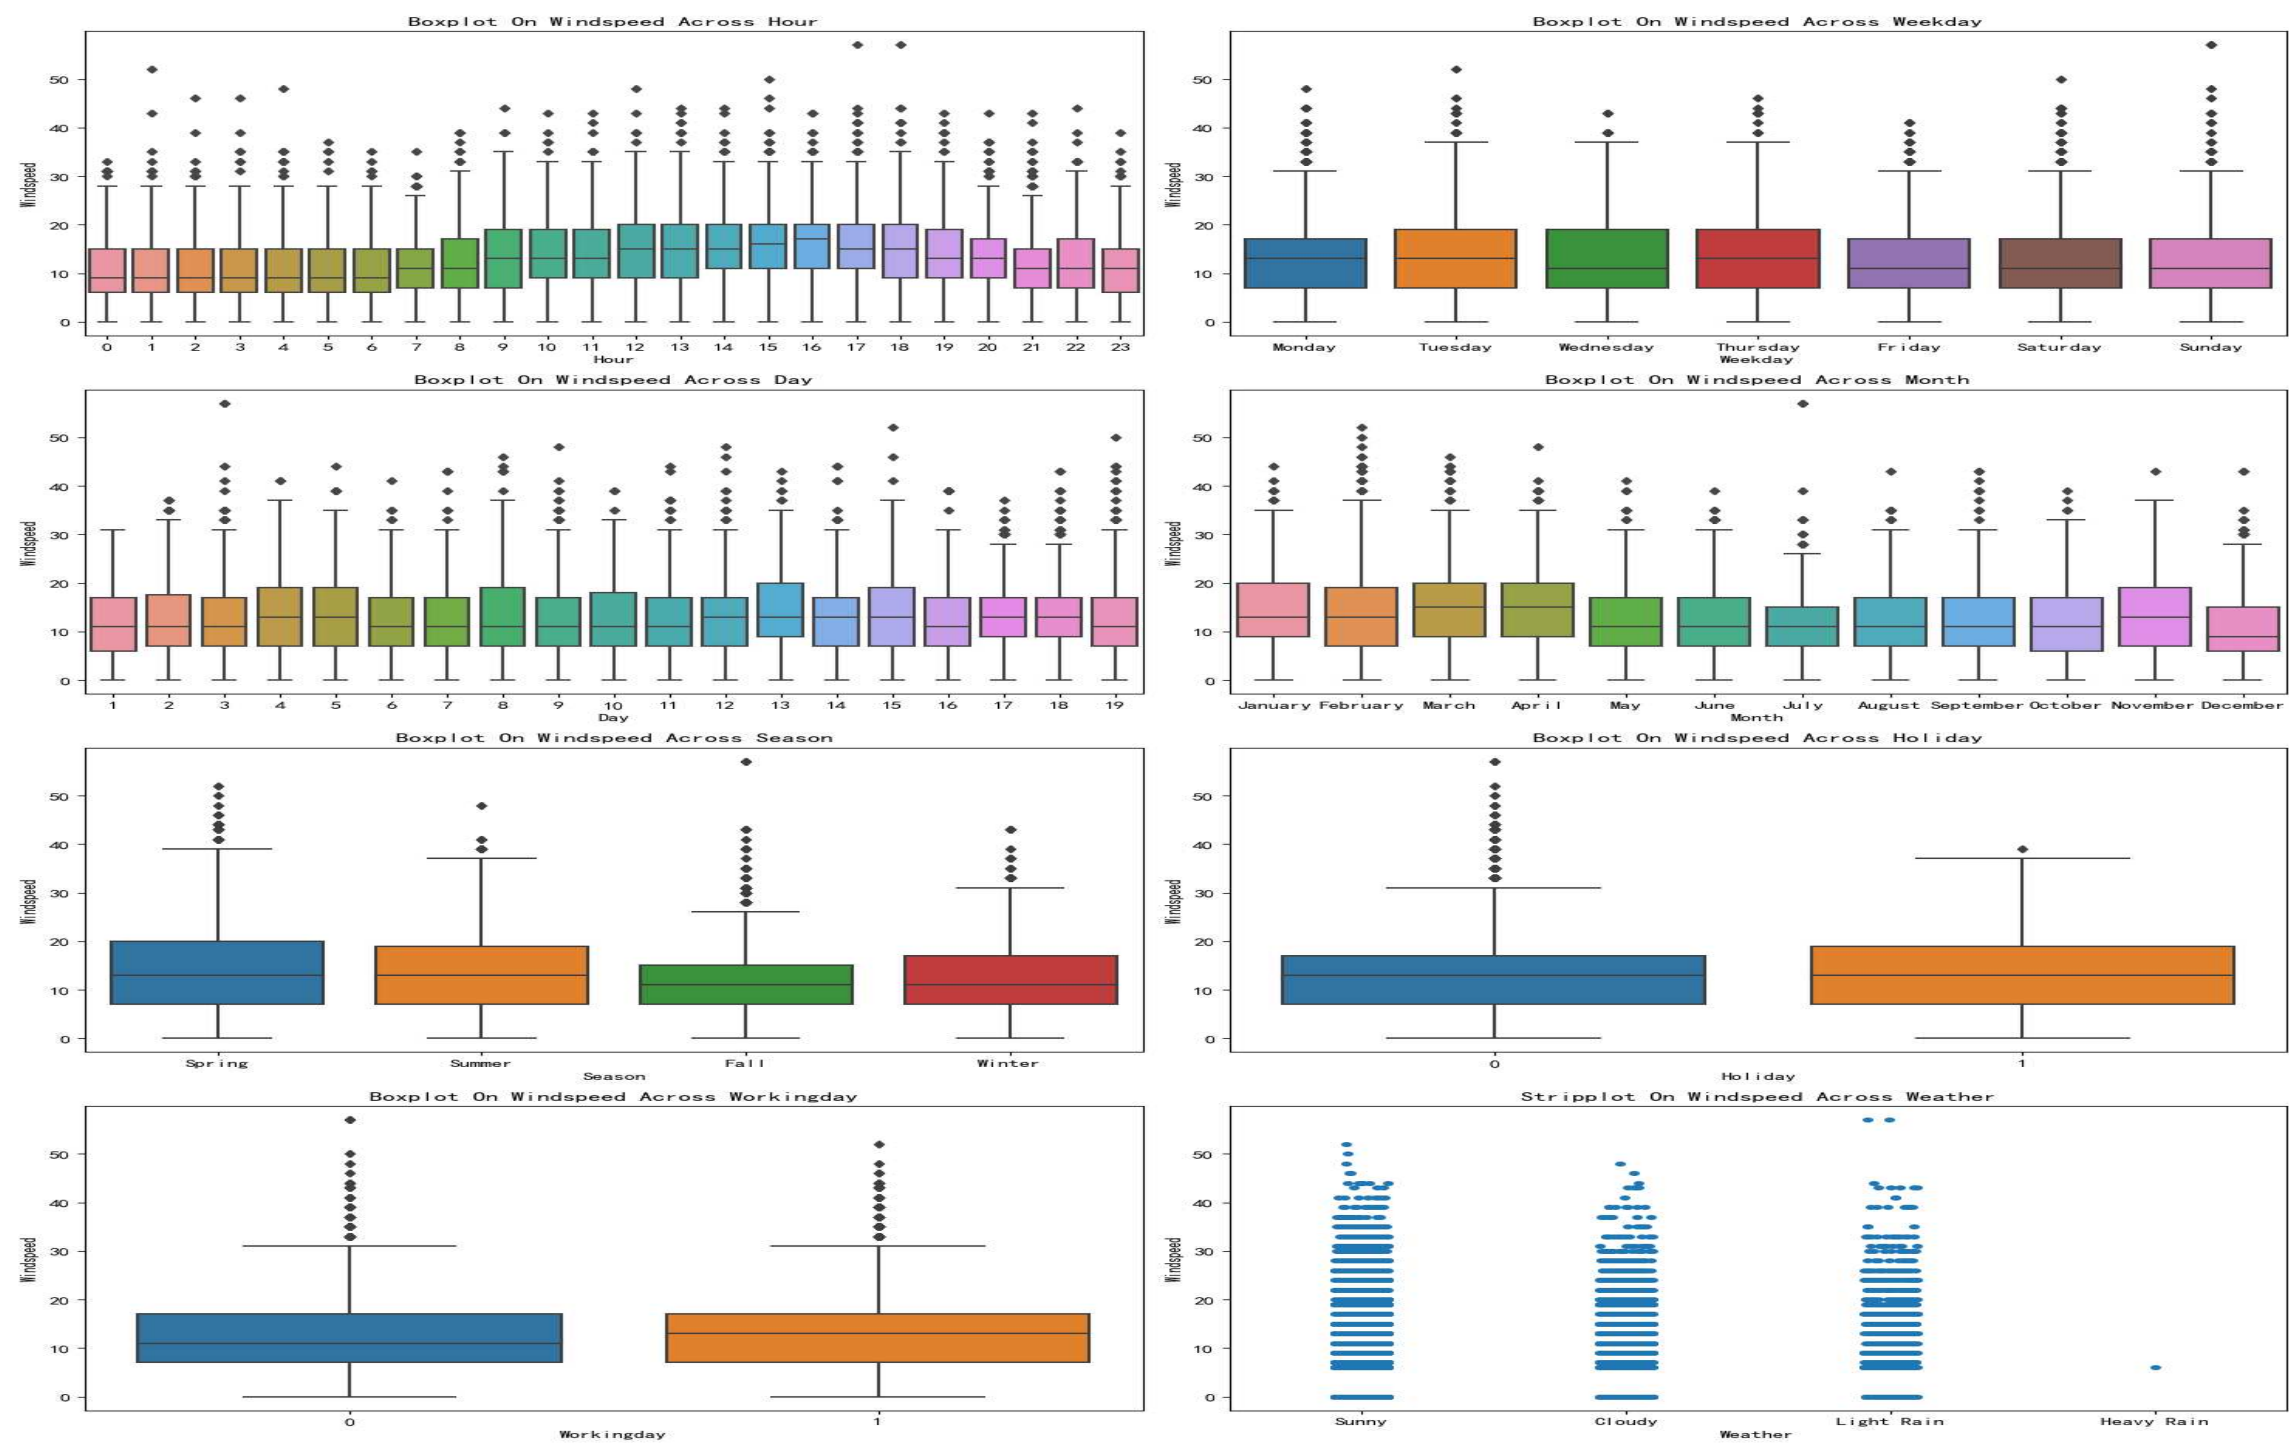 Boxplot On Windspeed Across Hour
Windspeed
50
40
30
20
10
0
0 1 2 3 4 5 6 7 8 9 10 11 12 13 14 15 16 17 18 19 20 21 22 23
Hour
Boxplot On Windspeed Across Weekday
Windspeed
50
40
30
20
10
0
Monday Tuesday Wednesday Thursday Friday Saturday Sunday
Weekday
Boxplot On Windspeed Across Day
Windspeed
50
40
30
20
10
0
1 2 3 4 5 6 7 8 9 10 11 12 13 14 15 16 17 18 19
Day
Boxplot On Windspeed Across Month
Windspeed
50
40
30
20
10
0
January February March April May June July August September October November December
Month
Boxplot On Windspeed Across Season
Windspeed
50
40
30
20
10
0
Spring Summer Fall Winter
Season
Boxplot On Windspeed Across Holiday
Windspeed
50
40
30
20
10
0
0 1
Holiday
Boxplot On Windspeed Across Workingday
Windspeed
50
40
30
20
10
0
0 1
Workingday
Stripplot On Windspeed Across Weather
Windspeed
50
40
30
20
10
0
Sunny Cloudy Light Rain Heavy Rain
Weather